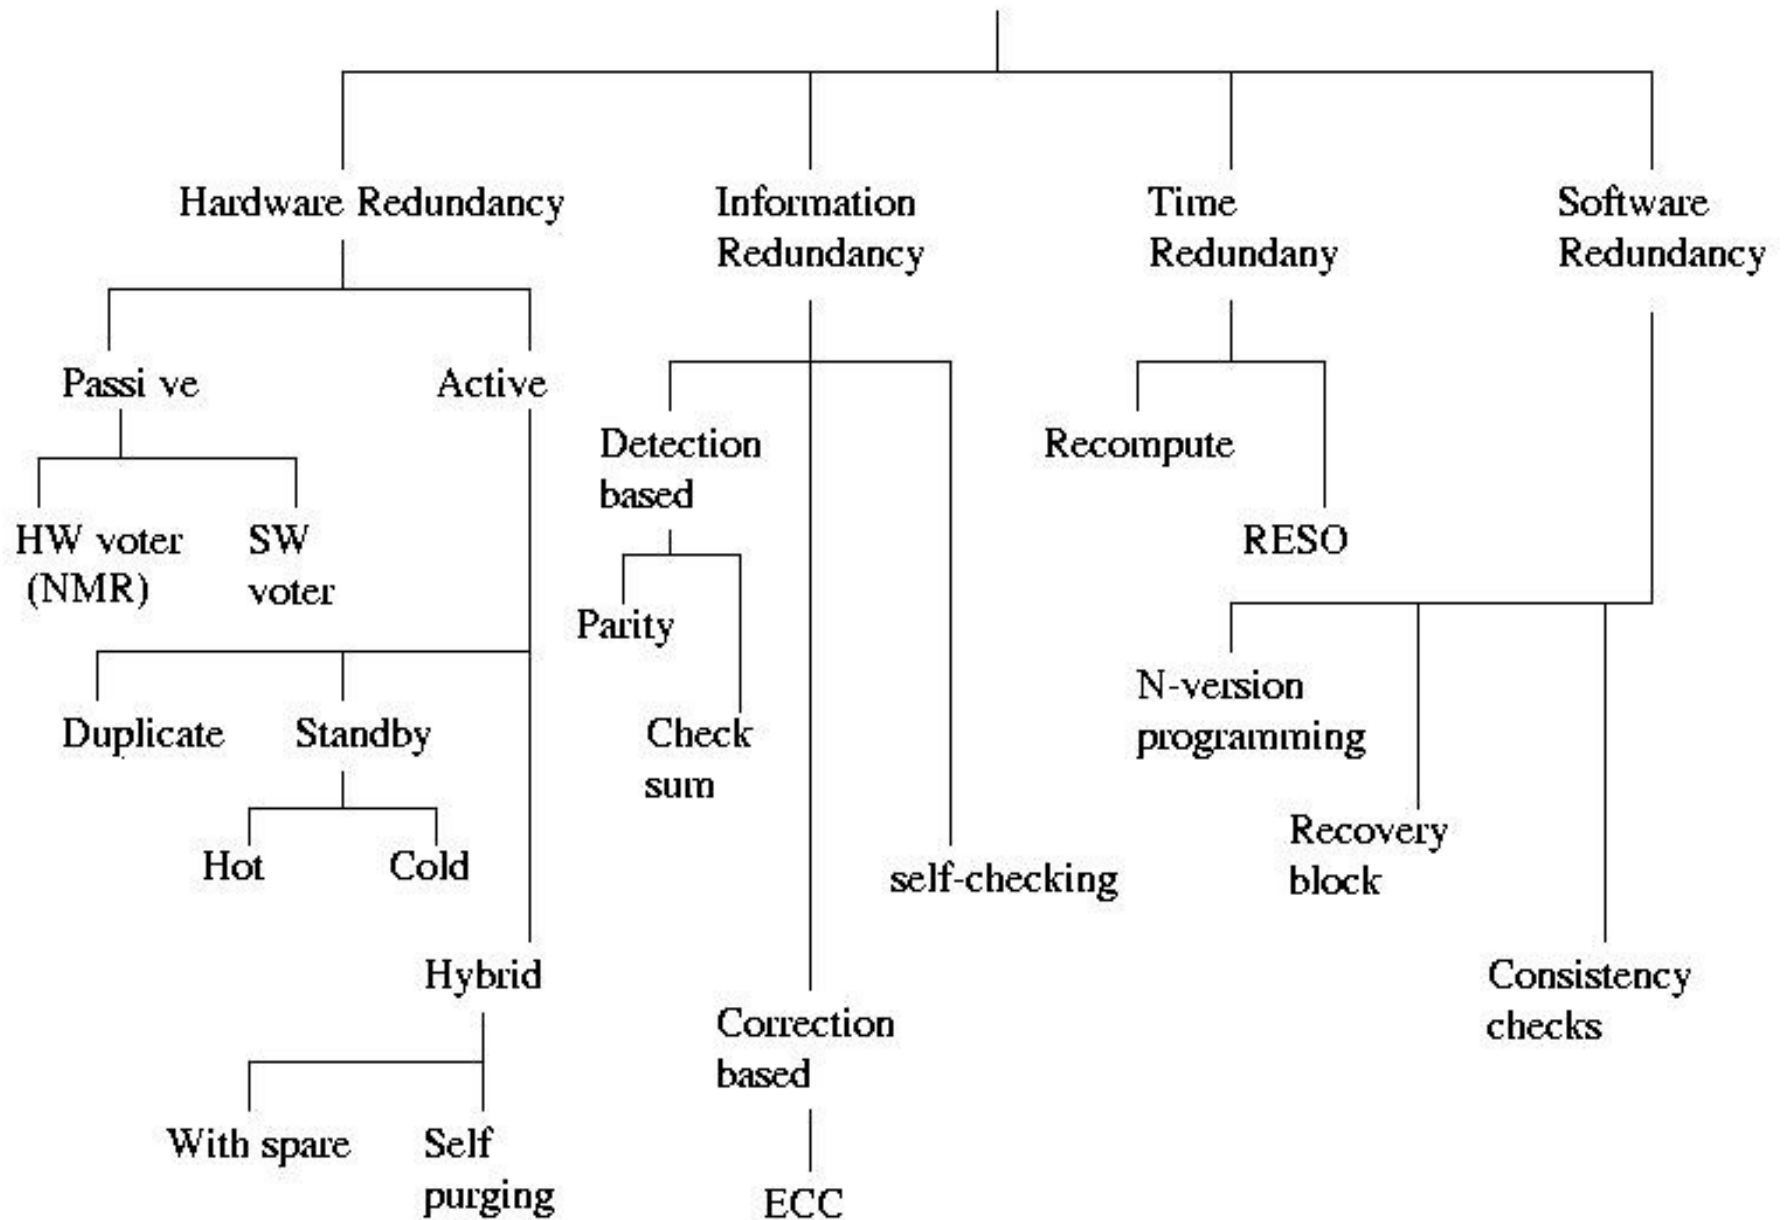 Hardware Redundancy
Information
Redundancy
Time
Redundany
Software
Redundancy
Passi ve
Active
HW voter
(NMR)
SW
voter
Duplicate
Standby
Hot
Cold
Hybrid
With spare
Self
purging
Detection
based
Parity
Check
sum
self-checking
Correction
based
ECC
Recompute
RESO
N-version
programming
Recovery
block
Consistency
checks